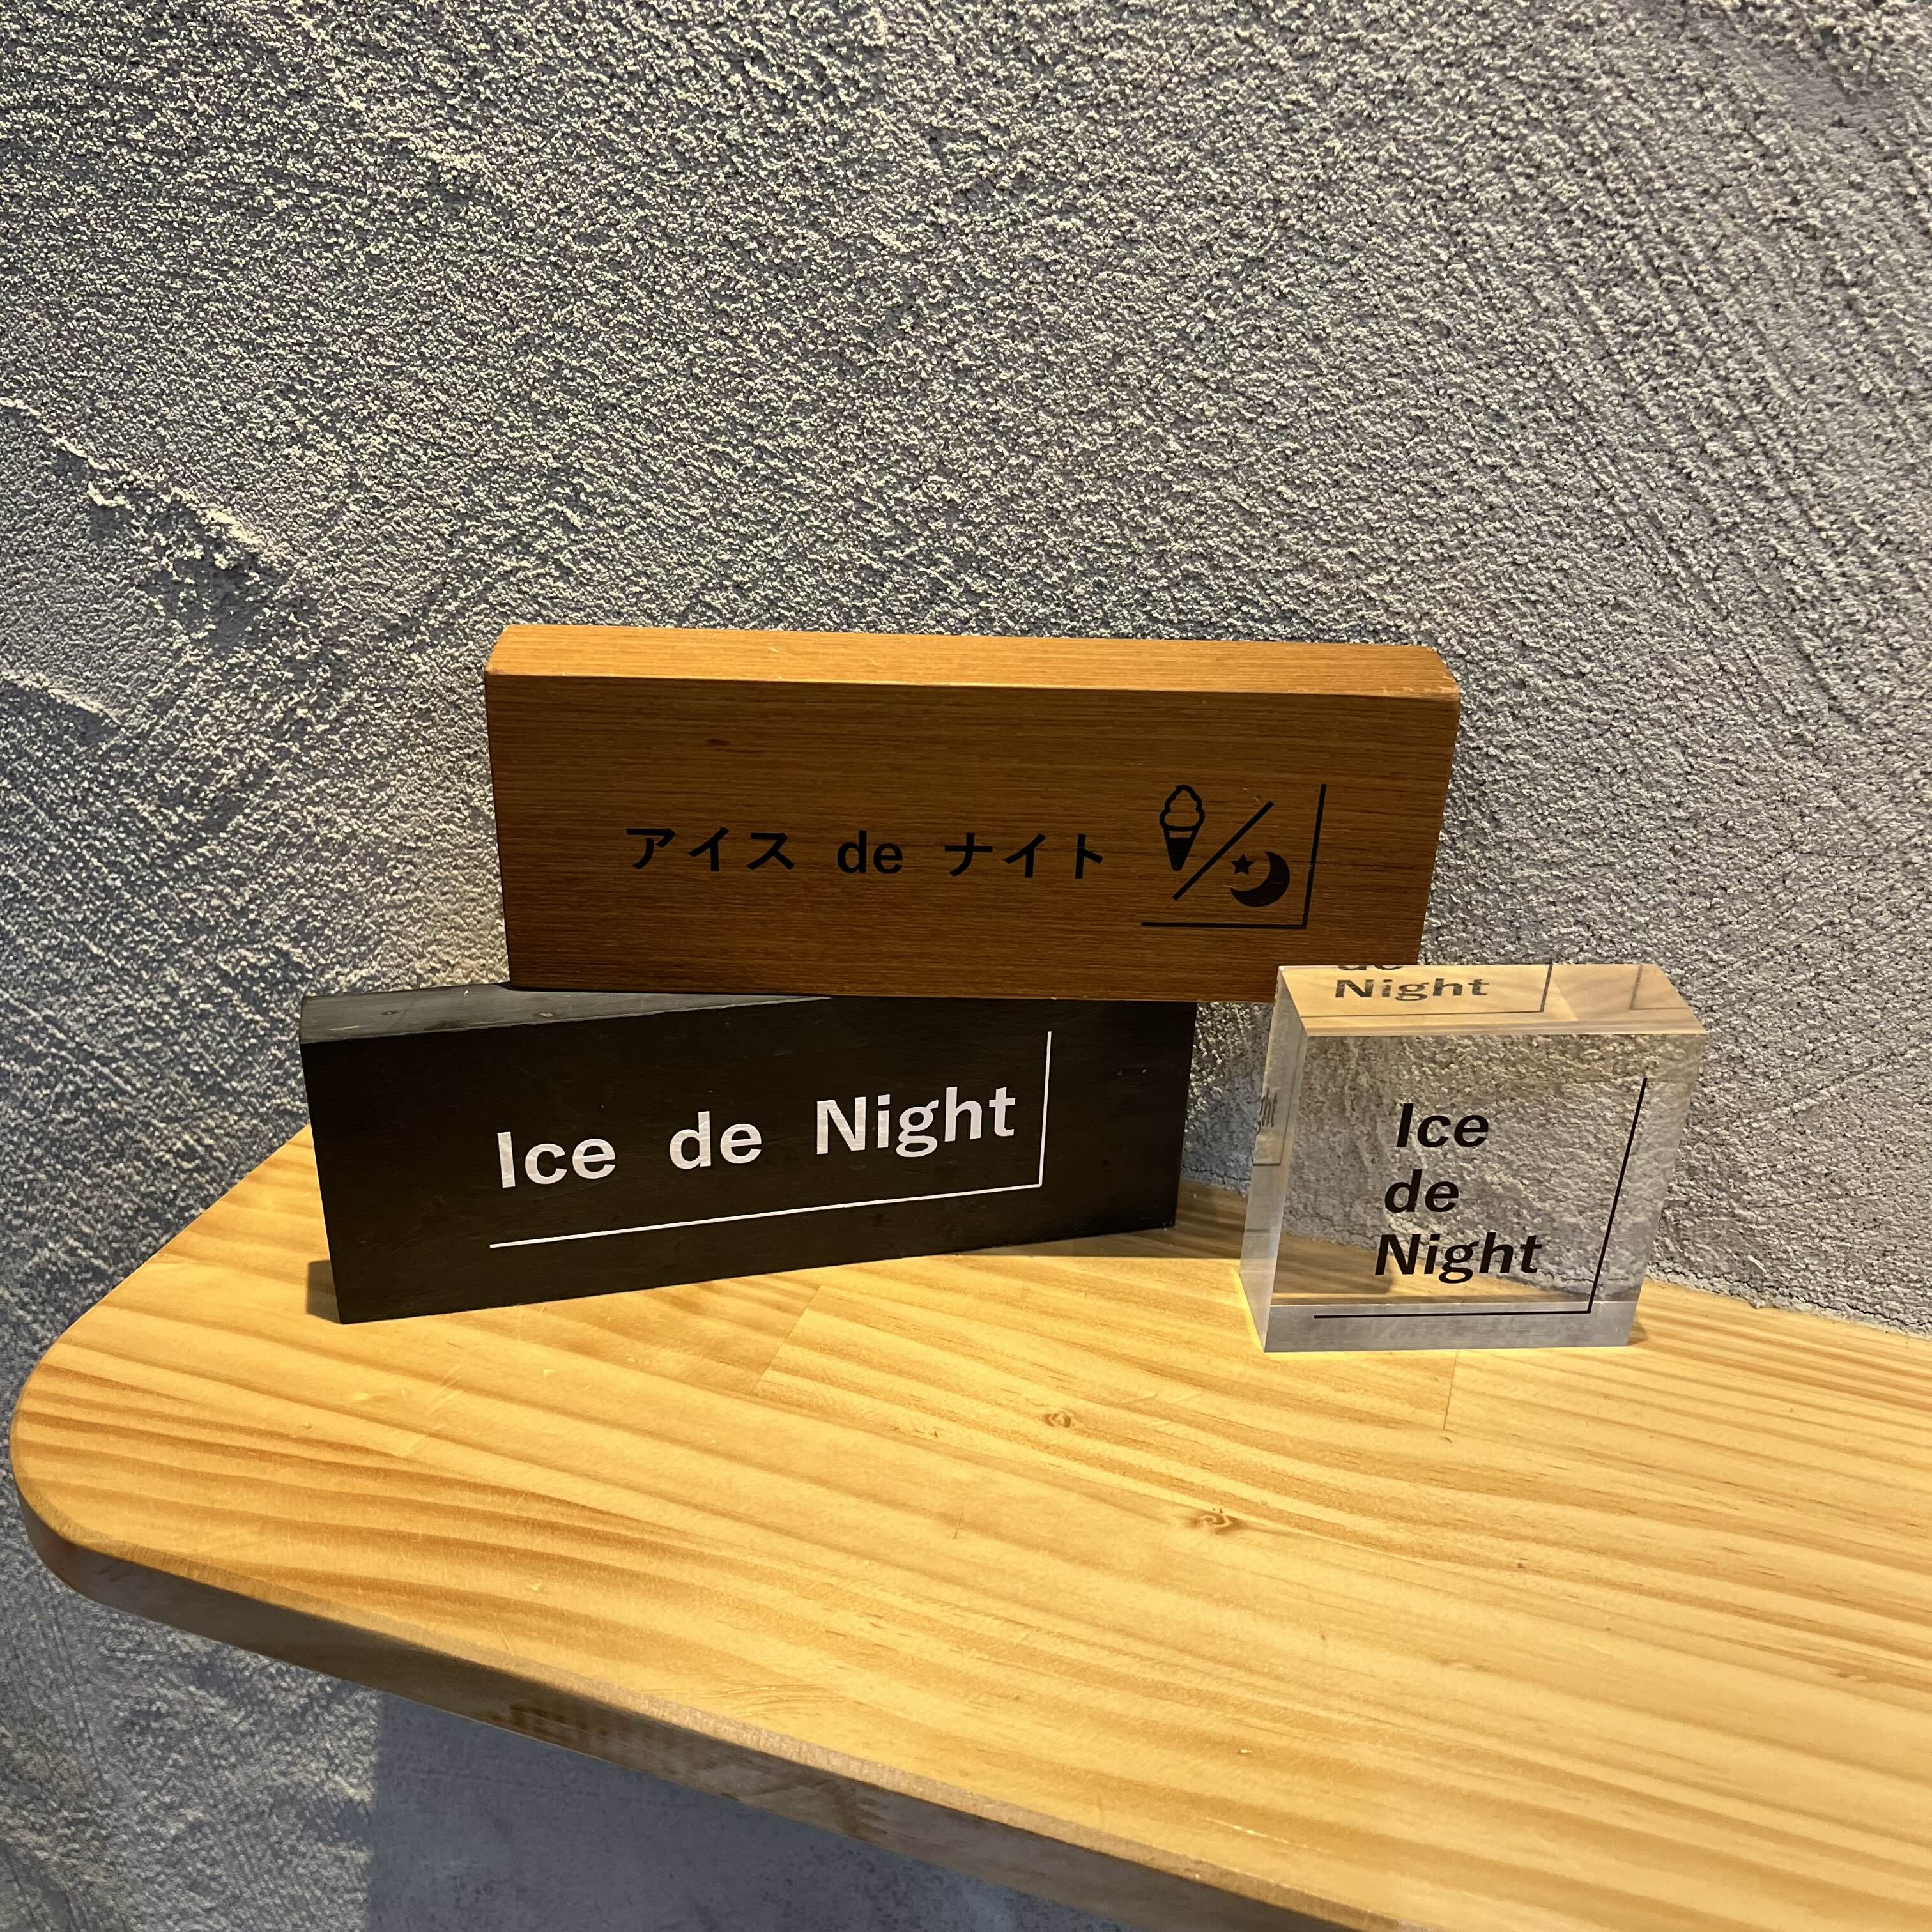 アイス de ナイト
Ice de Night
Night
Ice
de
Night